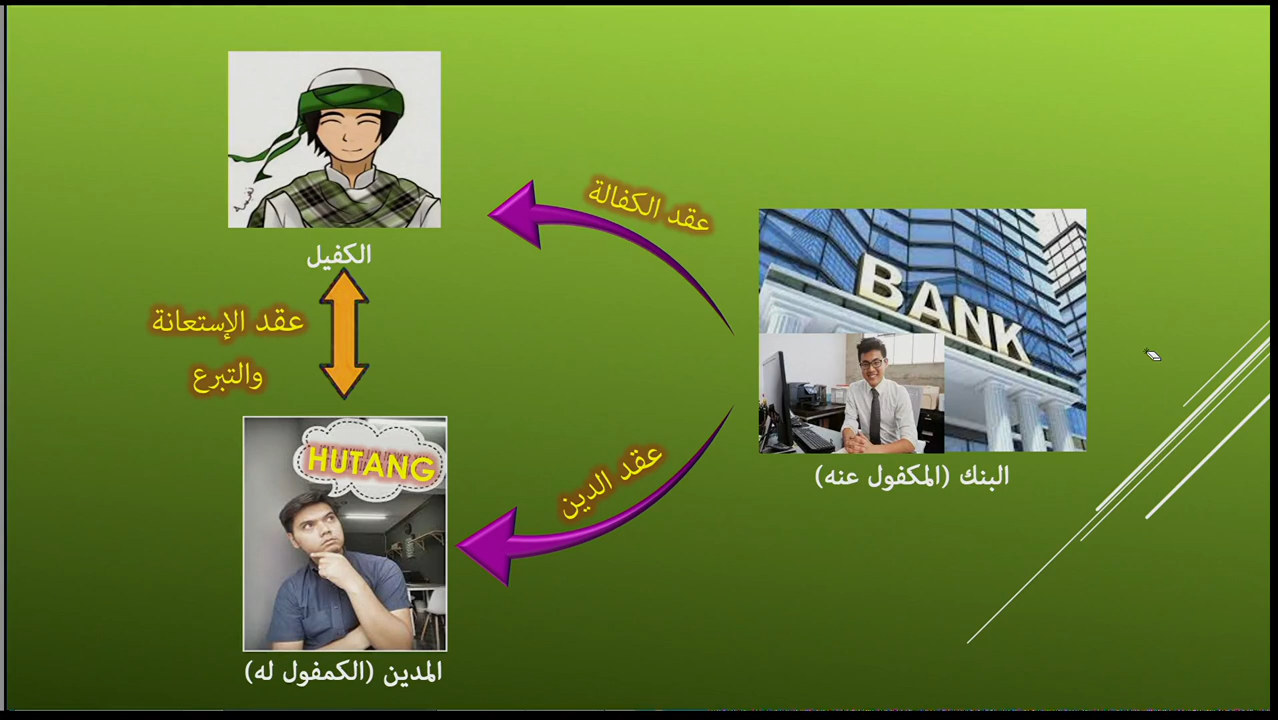 عقد الكفالة
BANK
الكفيل
عقد الإستعانة
والتبرع
HUTANG
عقد الدين
البنك (المكفول عنه)
المدين (الكمفول له)